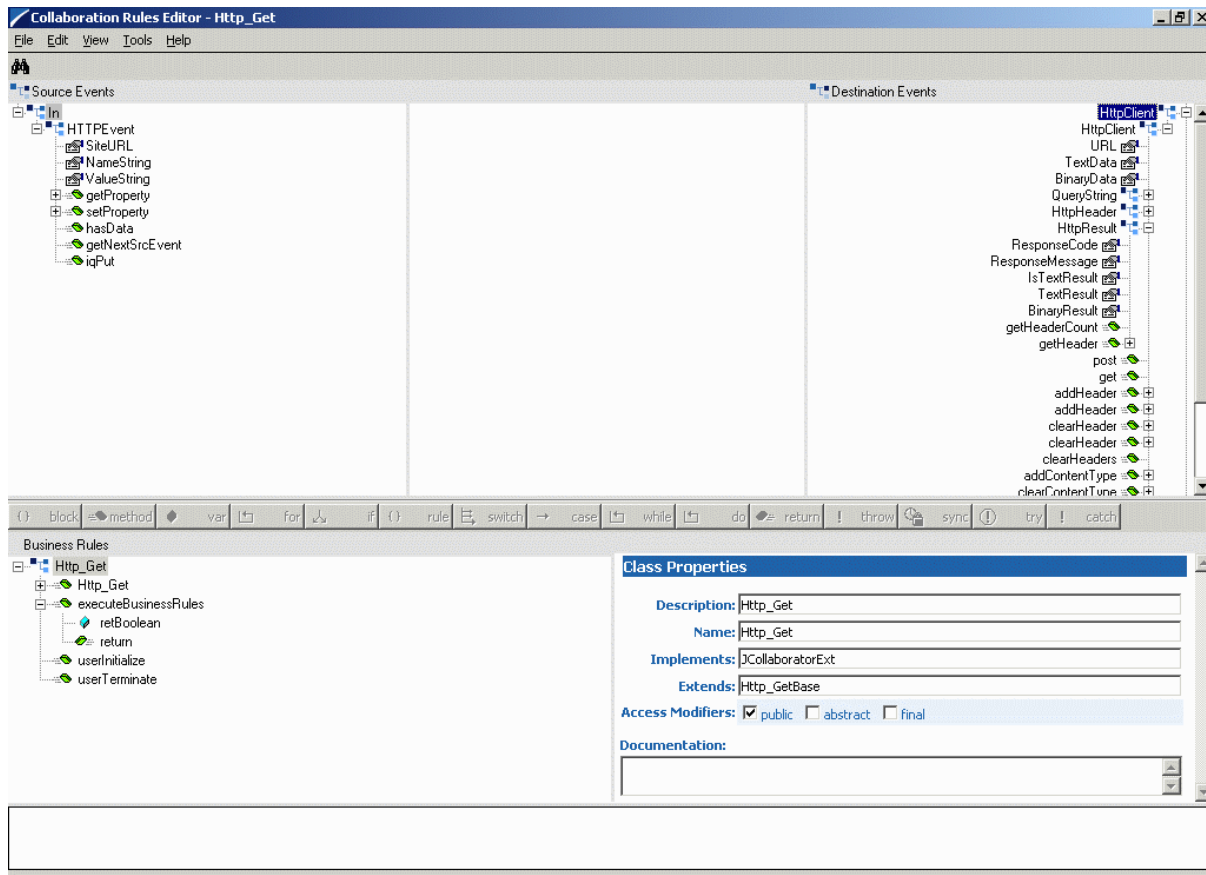 Collaboration Rules Editor - Http_Get
File Edit View Tools Help
Source Events
Destination Events
In
HTTPEvent
SiteURL
NameString
ValueString
getProperty
setProperty
hasData
getNextSrcEvent
iqPut
HttpClient
HttpClient
URL
TextData
BinaryData
QueryString
HttpHeader
HttpResult
ResponseCode
ResponseMessage
IsTextResult
TextResult
BinaryResult
getHeaderCount
getHeader
post
get
addHeader
addHeader
clearHeader
clearHeader
clearHeaders
addContentType
clearContentType
block method var for if rule switch case while do return throw sync try catch
Business Rules
Http_Get
Http_Get
executeBusinessRules
retBoolean
return
userInitialize
userTerminate
Class Properties
Description: Http_Get
Name: Http_Get
Implements: JCollaboratorExt
Extends: Http_GetBase
Access Modifiers: public abstract final
Documentation: